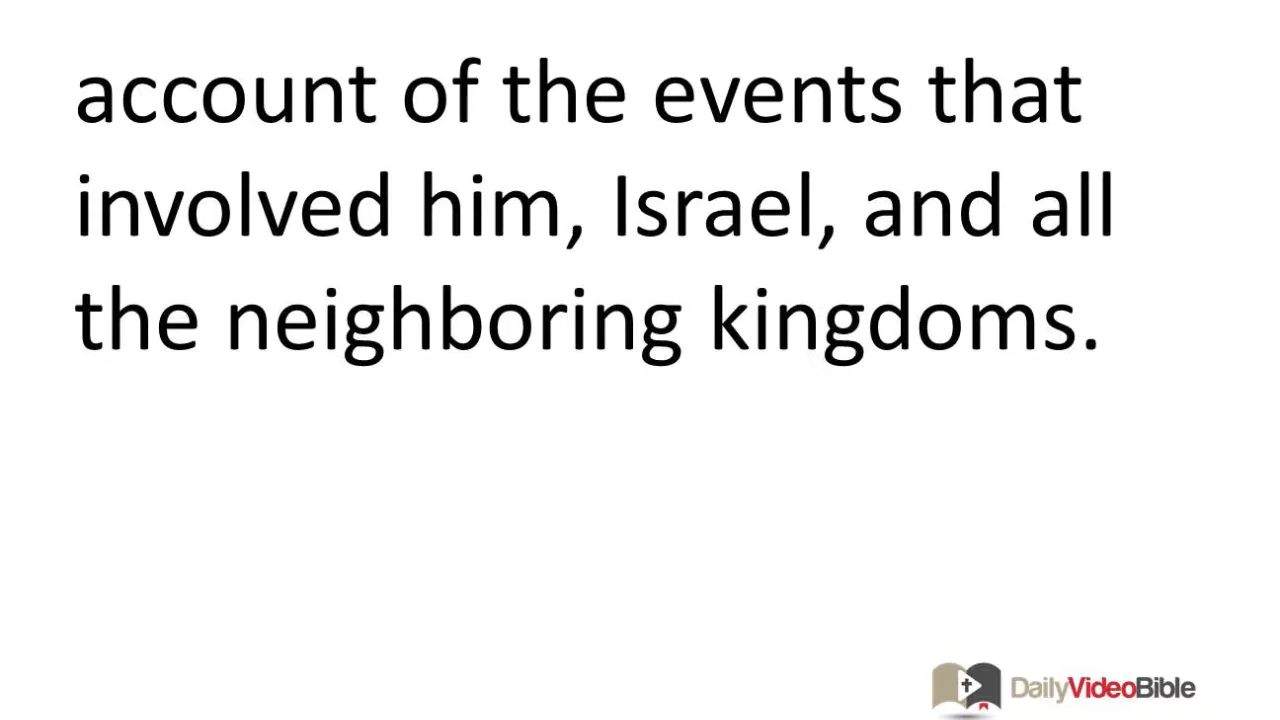 account of the events that
involved him, Israel, and all
the neighboring kingdoms.
DailyVideoBible